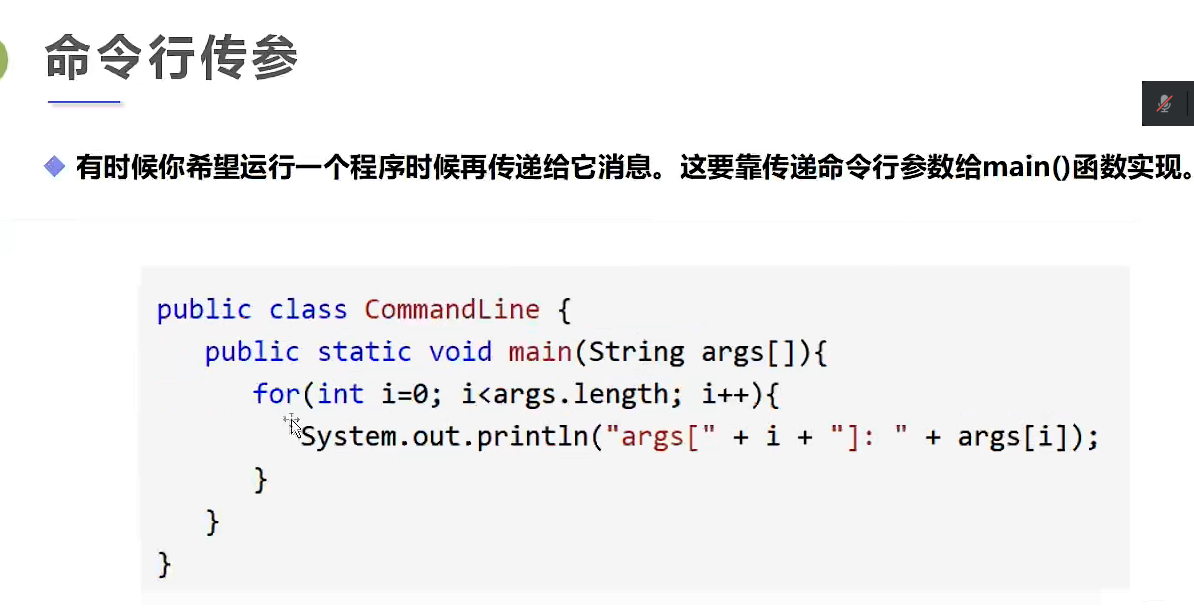 命令行传参
有时候你希望运行一个程序时候再传递给它消息。这要靠传递命令行参数给main()函数实现。
public class CommandLine {
public static void main(String args[]){
for(int i=0; i<args.length; i++){
System.out.println("args[" + i + "]: " + args[i]);
}
}
}